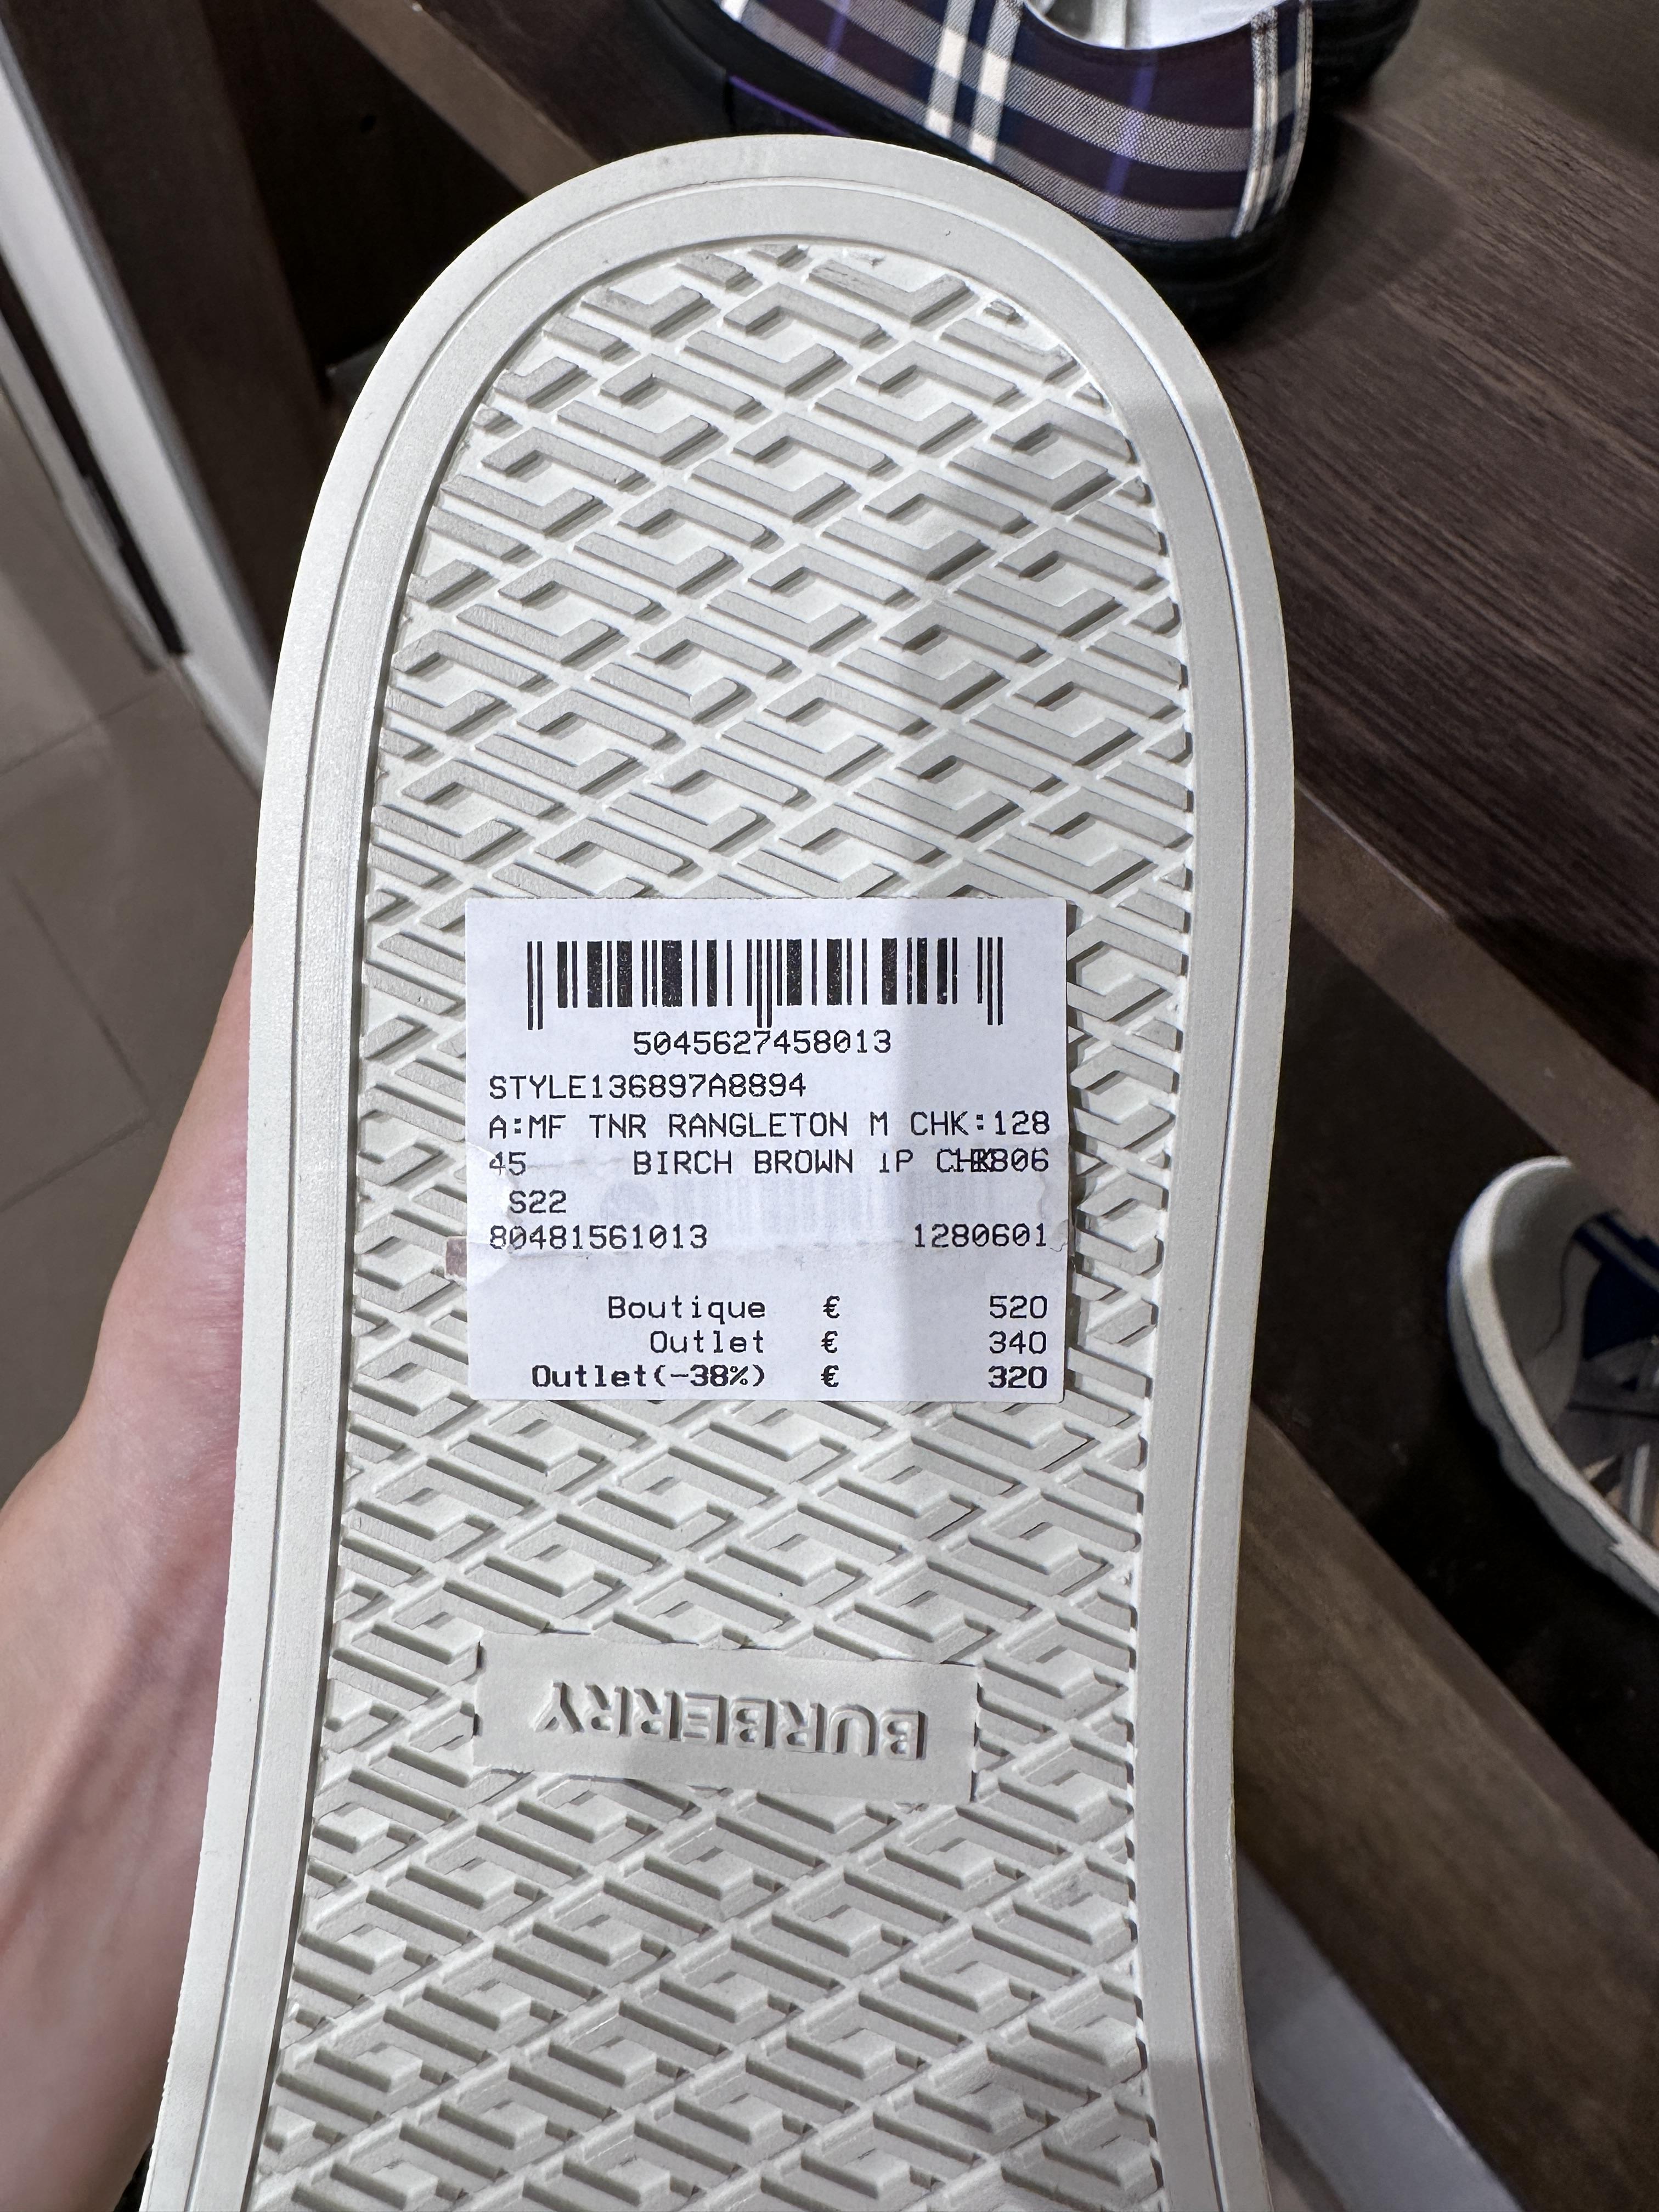 5045627458013
STYLE136897A8894
A:MF TNR RANGLETON M CHK:128
45 BIRCH BROWN IP
S22
80481561013 1280601
Boutique € 520
Outlet € 340
Outlet(-38%) € 320
BURBERRY